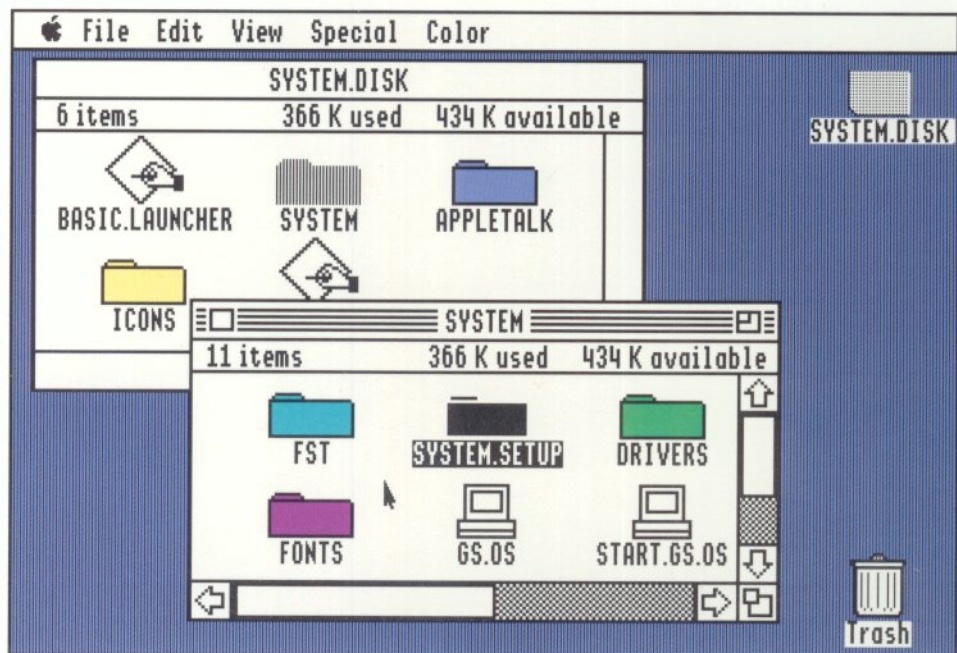 File Edit View Special Color
SYSTEM.DISK
6 items 366 K used 434 K available
BASIC.LAUNCHER SYSTEM APPLETALK
ICONS
SYSTEM.DISK
SYSTEM
11 items 366 K used 434 K available
FST SYSTEM.SETUP DRIVERS
FONTS GS.OS START.GS.OS
Trash